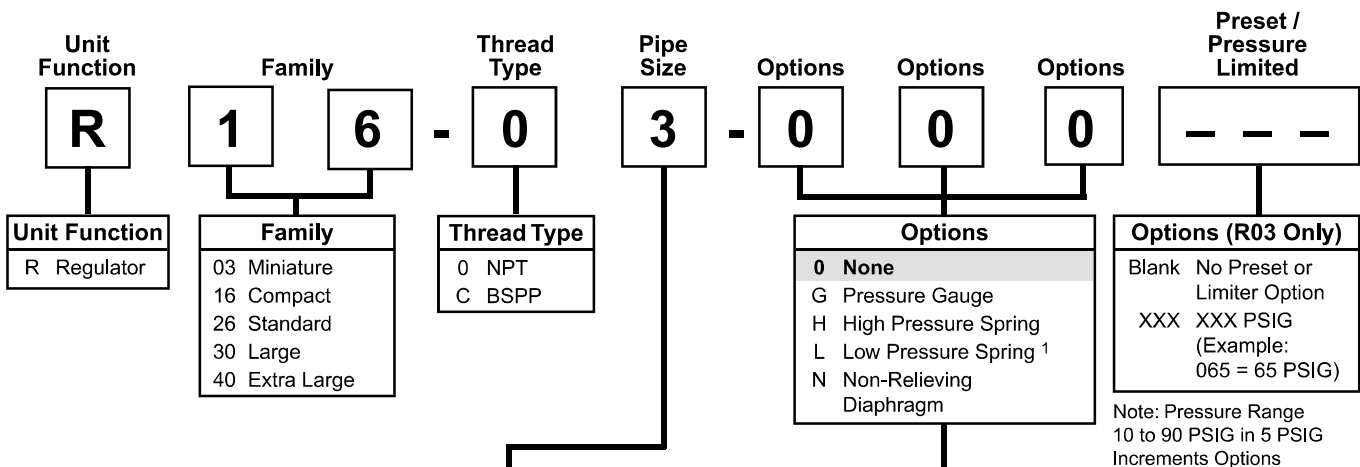 Unit
Function
Family
Thread
Type
Pipe
Size
Options
Options
Options
Preset /
Pressure
Limited
R 1 6 - 0 3 - 0 0 0 – – –
Unit Function
R Regulator
Family
03 Miniature
16 Compact
26 Standard
30 Large
40 Extra Large
Thread Type
0 NPT
C BSPP
Options
0 None
G Pressure Gauge
H High Pressure Spring
L Low Pressure Spring 1
N Non-Relieving
Diaphragm
Options (R03 Only)
Blank No Preset or
Limiter Option
XXX XXX PSIG
(Example:
065 = 65 PSIG)
Note: Pressure Range
10 to 90 PSIG in 5 PSIG
Increments Options